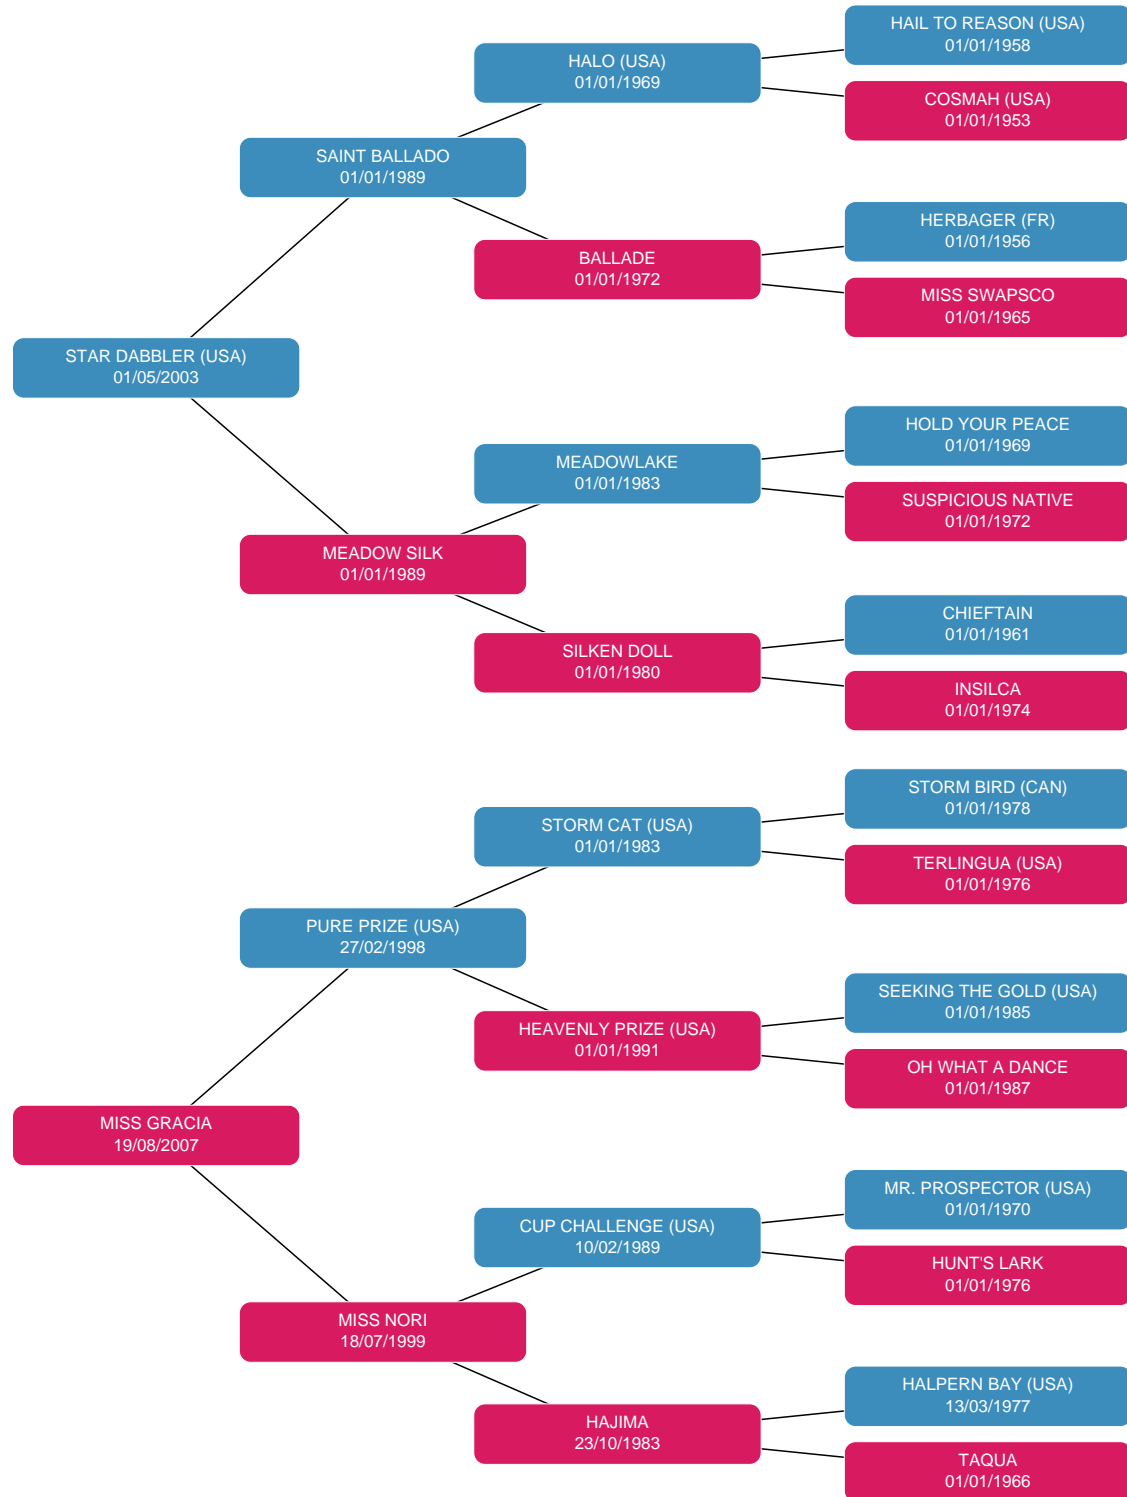 HAIL TO REASON (USA)
01/01/1958
HALO (USA)
01/01/1969
COSMAH (USA)
01/01/1953
SAINT BALLADO
01/01/1989
HERBAGER (FR)
01/01/1956
BALLADE
01/01/1972
MISS SWAPSCO
01/01/1965
STAR DABBLER (USA)
01/05/2003
HOLD YOUR PEACE
01/01/1969
MEADOWLAKE
01/01/1983
SUSPICIOUS NATIVE
01/01/1972
MEADOW SILK
01/01/1989
CHIEFTAIN
01/01/1961
SILKEN DOLL
01/01/1980
INSILCA
01/01/1974
STORM BIRD (CAN)
01/01/1978
STORM CAT (USA)
01/01/1983
TERLINGUA (USA)
01/01/1976
PURE PRIZE (USA)
27/02/1998
SEEKING THE GOLD (USA)
01/01/1985
HEAVENLY PRIZE (USA)
01/01/1991
OH WHAT A DANCE
01/01/1987
MISS GRACIA
19/08/2007
MR. PROSPECTOR (USA)
01/01/1970
CUP CHALLENGE (USA)
10/02/1989
HUNT'S LARK
01/01/1976
MISS NORI
18/07/1999
HALPERN BAY (USA)
13/03/1977
HAJIMA
23/10/1983
TAQUA
01/01/1966